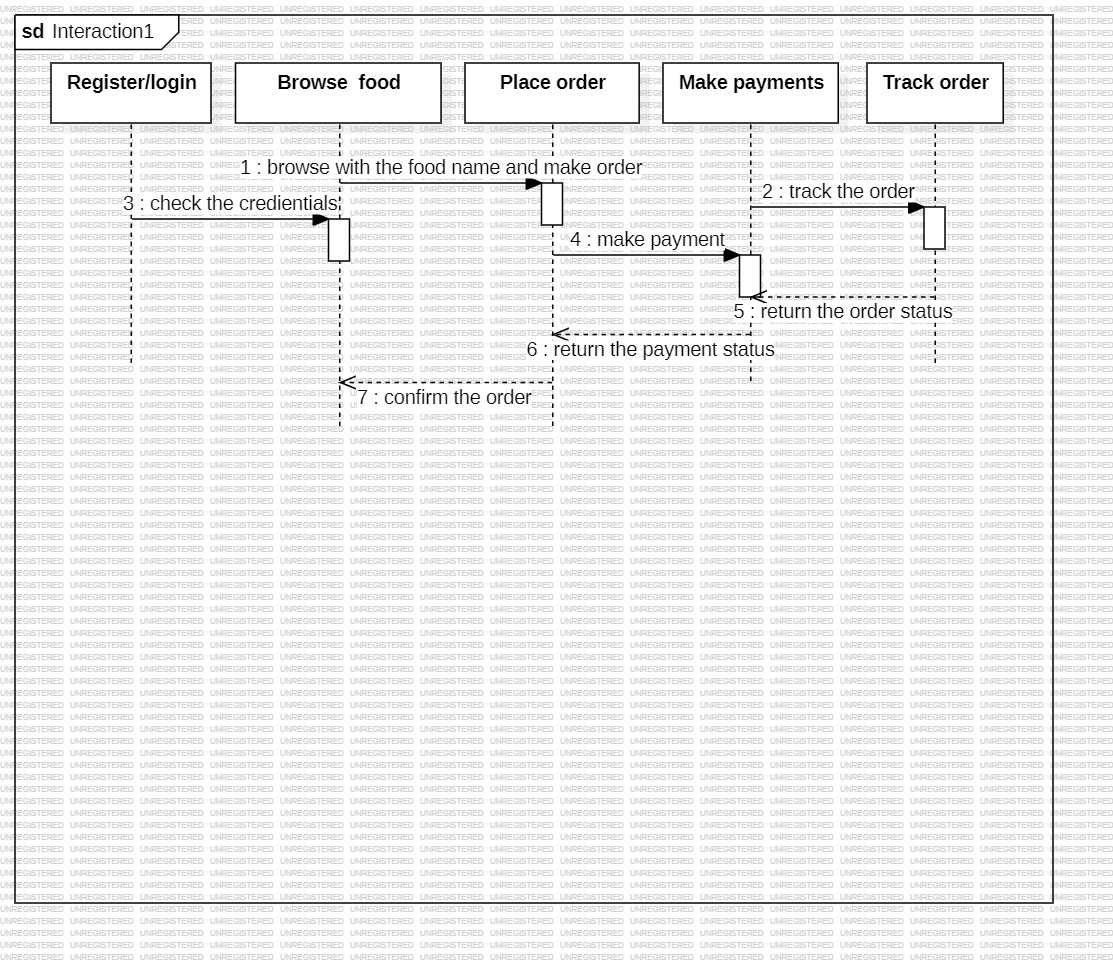 sd Interaction1
Register/login
Browse  food
Place order
Make payments
Track order
1 : browse with the food name and make order
2 : track the order
3 : check the credientials
4 : make payment
5 : return the order status
6 : return the payment status
7 : confirm the order
UNREGISTERED